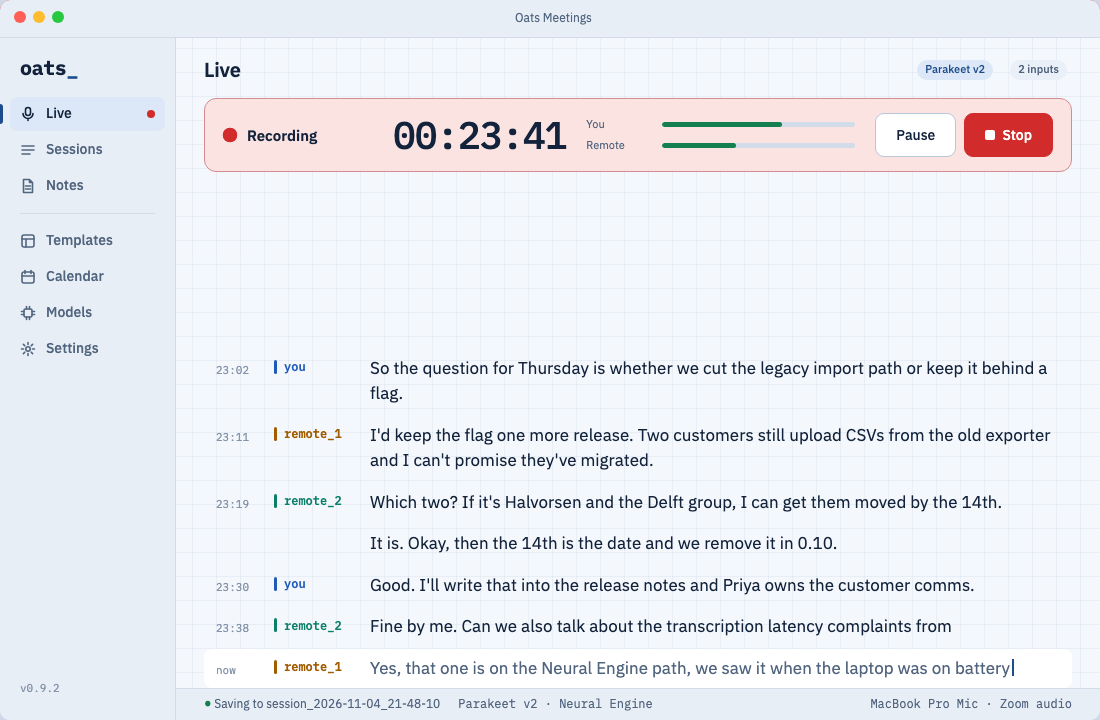 Oats Meetings
oats_
Live
Sessions
Notes
Templates
Calendar
Models
Settings
v0.9.2
Live
Parakeet v2
2 inputs
Recording
00:23:41
You
Remote
Pause
Stop
23:02 you So the question for Thursday is whether we cut the legacy import path or keep it behind a
flag.
23:11 remote_1 I'd keep the flag one more release. Two customers still upload CSVs from the old exporter
and I can't promise they've migrated.
23:19 remote_2 Which two? If it's Halvorsen and the Delft group, I can get them moved by the 14th.
It is. Okay, then the 14th is the date and we remove it in 0.10.
23:30 you Good. I'll write that into the release notes and Priya owns the customer comms.
23:38 remote_2 Fine by me. Can we also talk about the transcription latency complaints from
now remote_1 Yes, that one is on the Neural Engine path, we saw it when the laptop was on battery
Saving to session_2026-11-04_21-48-10 Parakeet v2 · Neural Engine
MacBook Pro Mic · Zoom audio